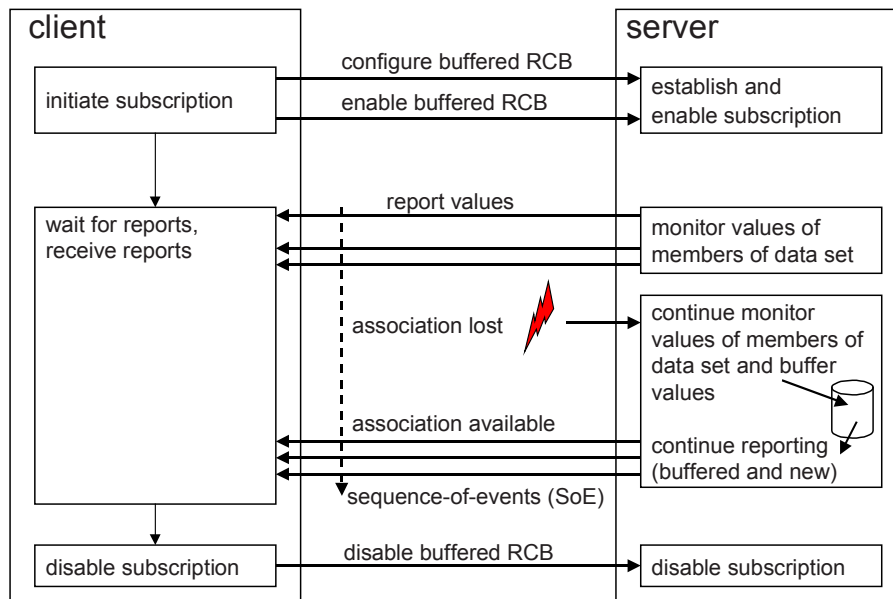 client
server
configure buffered RCB
initiate subscription
enable buffered RCB
establish and
enable subscription
report values
wait for reports,
receive reports
monitor values of
members of data set
association lost
continue monitor
values of members of
data set and buffer
values
association available
continue reporting
(buffered and new)
sequence-of-events (SoE)
disable subscription
disable buffered RCB
disable subscription